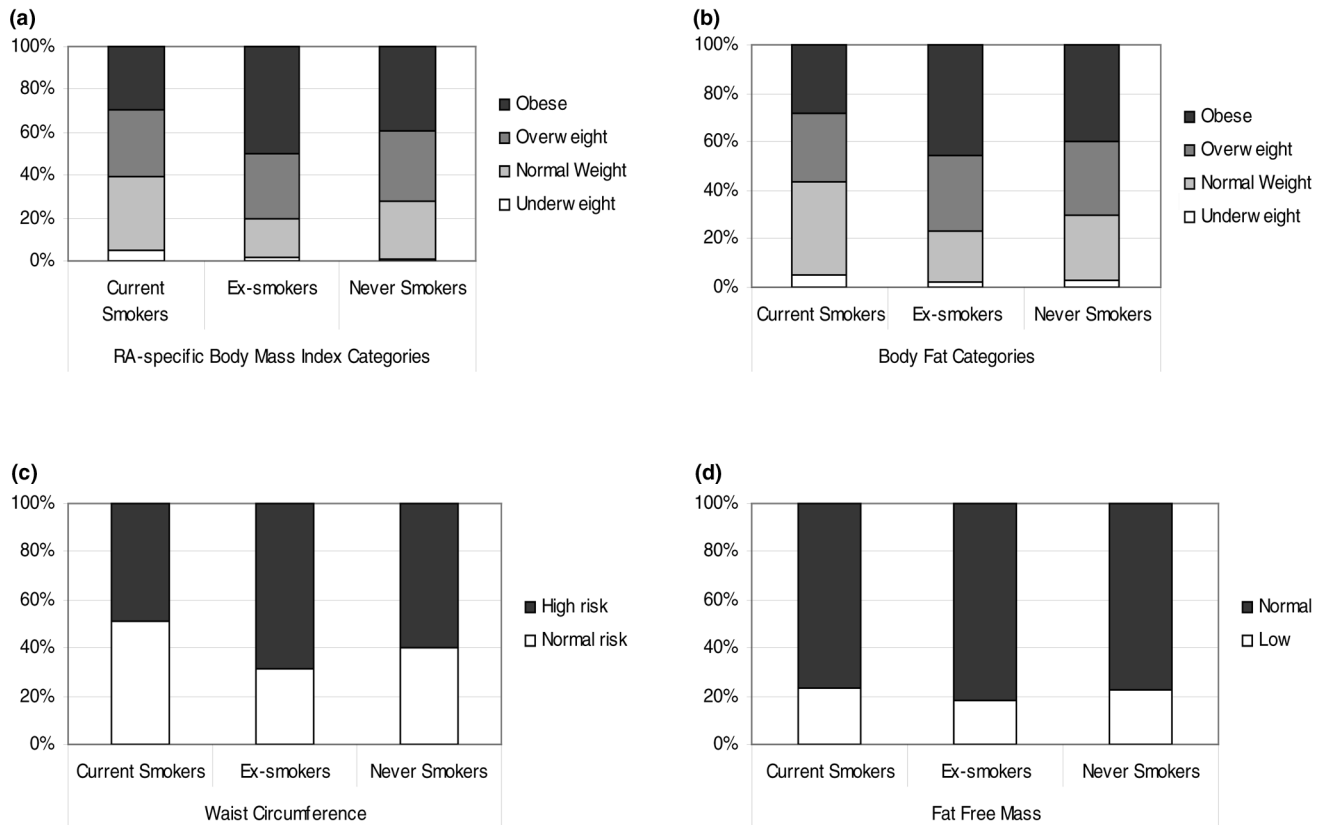 (a)
100%
80%
60%
40%
20%
0%
Current Smokers
Ex-smokers
Never Smokers
RA-specific Body Mass Index Categories
Obese
Overw eight
Normal Weight
Underw eight
(b)
100%
80%
60%
40%
20%
0%
Current Smokers
Ex-smokers
Never Smokers
Body Fat Categories
Obese
Overw eight
Normal Weight
Underw eight
(c)
100%
80%
60%
40%
20%
0%
Current Smokers
Ex-smokers
Never Smokers
Waist Circumference
High risk
Normal risk
(d)
100%
80%
60%
40%
20%
0%
Current Smokers
Ex-smokers
Never Smokers
Fat Free Mass
Normal
Low